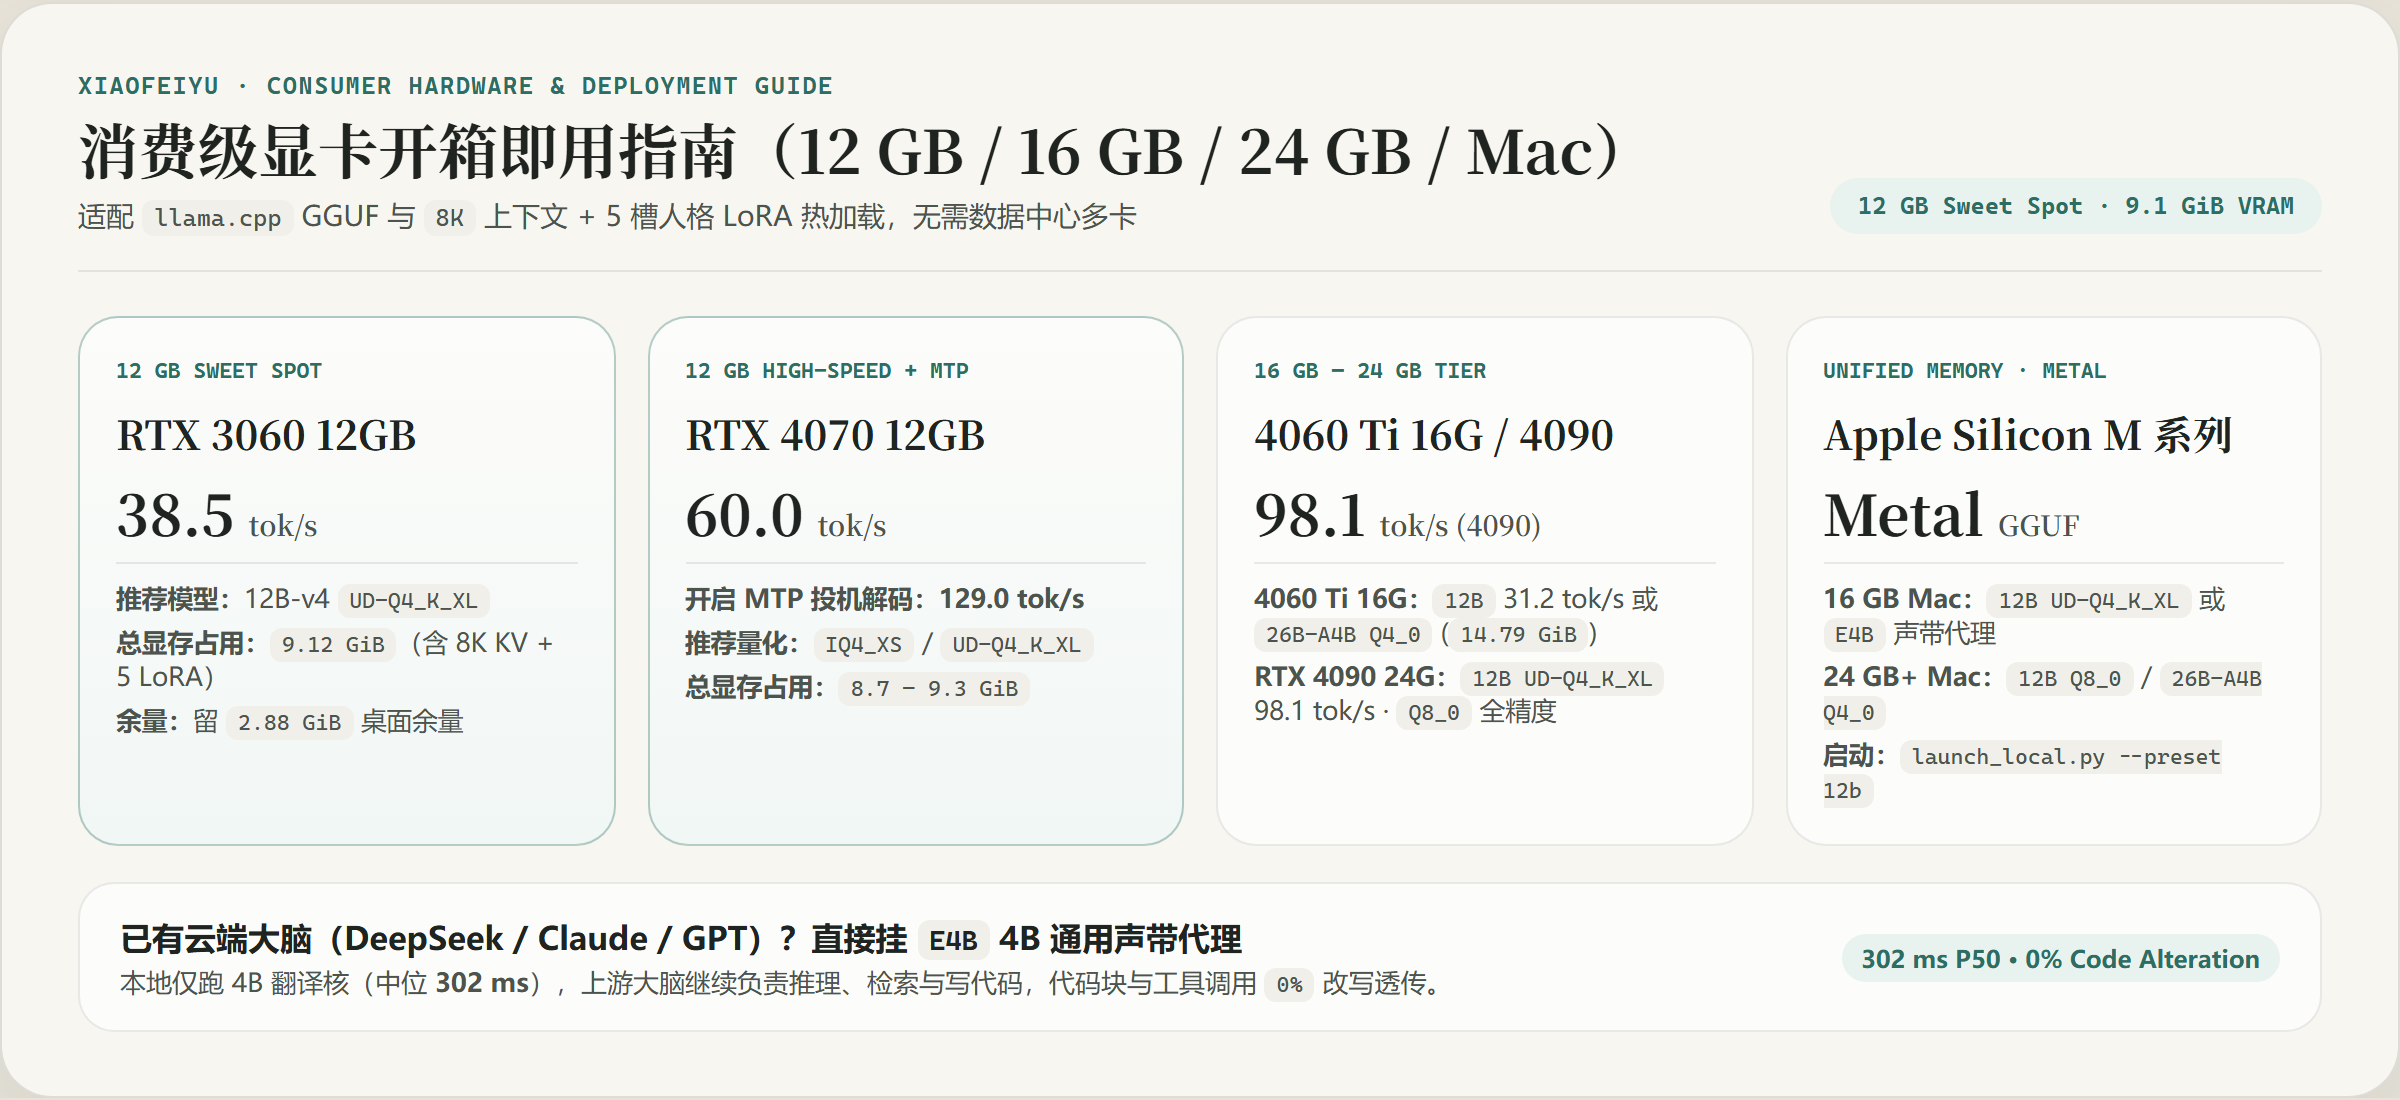 XIAOFEIYU · CONSUMER HARDWARE & DEPLOYMENT GUIDE
消费级显卡开箱即用指南（12 GB / 16 GB / 24 GB / Mac）
适配 llama.cpp GGUF 与 8K 上下文 + 5 槽人格 LoRA 热加载，无需数据中心多卡
12 GB Sweet Spot · 9.1 GiB VRAM
12 GB SWEET SPOT
RTX 3060 12GB
38.5 tok/s
推荐模型：12B-v4 UD-Q4_K_XL
总显存占用：9.12 GiB（含 8K KV +
5 LoRA）
余量：留 2.88 GiB 桌面余量
12 GB HIGH-SPEED + MTP
RTX 4070 12GB
60.0 tok/s
开启 MTP 投机解码：129.0 tok/s
推荐量化：IQ4_XS / UD-Q4_K_XL
总显存占用：8.7 – 9.3 GiB
16 GB – 24 GB TIER
4060 Ti 16G / 4090
98.1 tok/s (4090)
4060 Ti 16G：12B 31.2 tok/s 或
26B-A4B Q4_0（14.79 GiB）
RTX 4090 24G：12B UD-Q4_K_XL
98.1 tok/s · Q8_0 全精度
UNIFIED MEMORY · METAL
Apple Silicon M 系列
Metal GGUF
16 GB Mac：12B UD-Q4_K_XL 或
E4B 声带代理
24 GB+ Mac：12B Q8_0 / 26B-A4B
Q4_0
启动：launch_local.py --preset
12b
已有云端大脑（DeepSeek / Claude / GPT）？直接挂 E4B 4B 通用声带代理
本地仅跑 4B 翻译核（中位 302 ms），上游大脑继续负责推理、检索与写代码，代码块与工具调用 0% 改写透传。
302 ms P50 • 0% Code Alteration